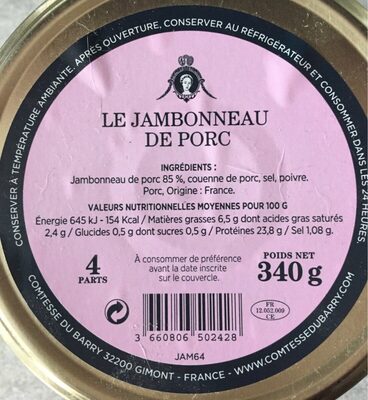 CONSERVER À TEMPÉRATURE AMBIANTE. APRÈS OUVERTURE, CONSERVER AU RÉFRIGÉRATEUR ET CONSOMMER DANS LES 24 HEURES.
LE JAMBONNEAU
DE PORC
INGRÉDIENTS :
Jambonneau de porc 85 %, couenne de porc, sel, poivre.
Porc, Origine : France.
VALEURS NUTRITIONNELLES MOYENNES POUR 100 G
Énergie 645 kJ - 154 Kcal / Matières grasses 6,5 g dont acides gras saturés
2,4 g / Glucides 0,5 g dont sucres 0,5 g / Protéines 23,8 g / Sel 1,08 g.
4
PARTS
À consommer de préférence
avant la date inscrite
sur le couvercle.
POIDS NET
340 g
3 660806 502428
JAM64
FR
12.052.009
CE
COMTESSE DU BARRY 32200 GIMONT - FRANCE - WWW.COMTESSEDUBARRY.COM